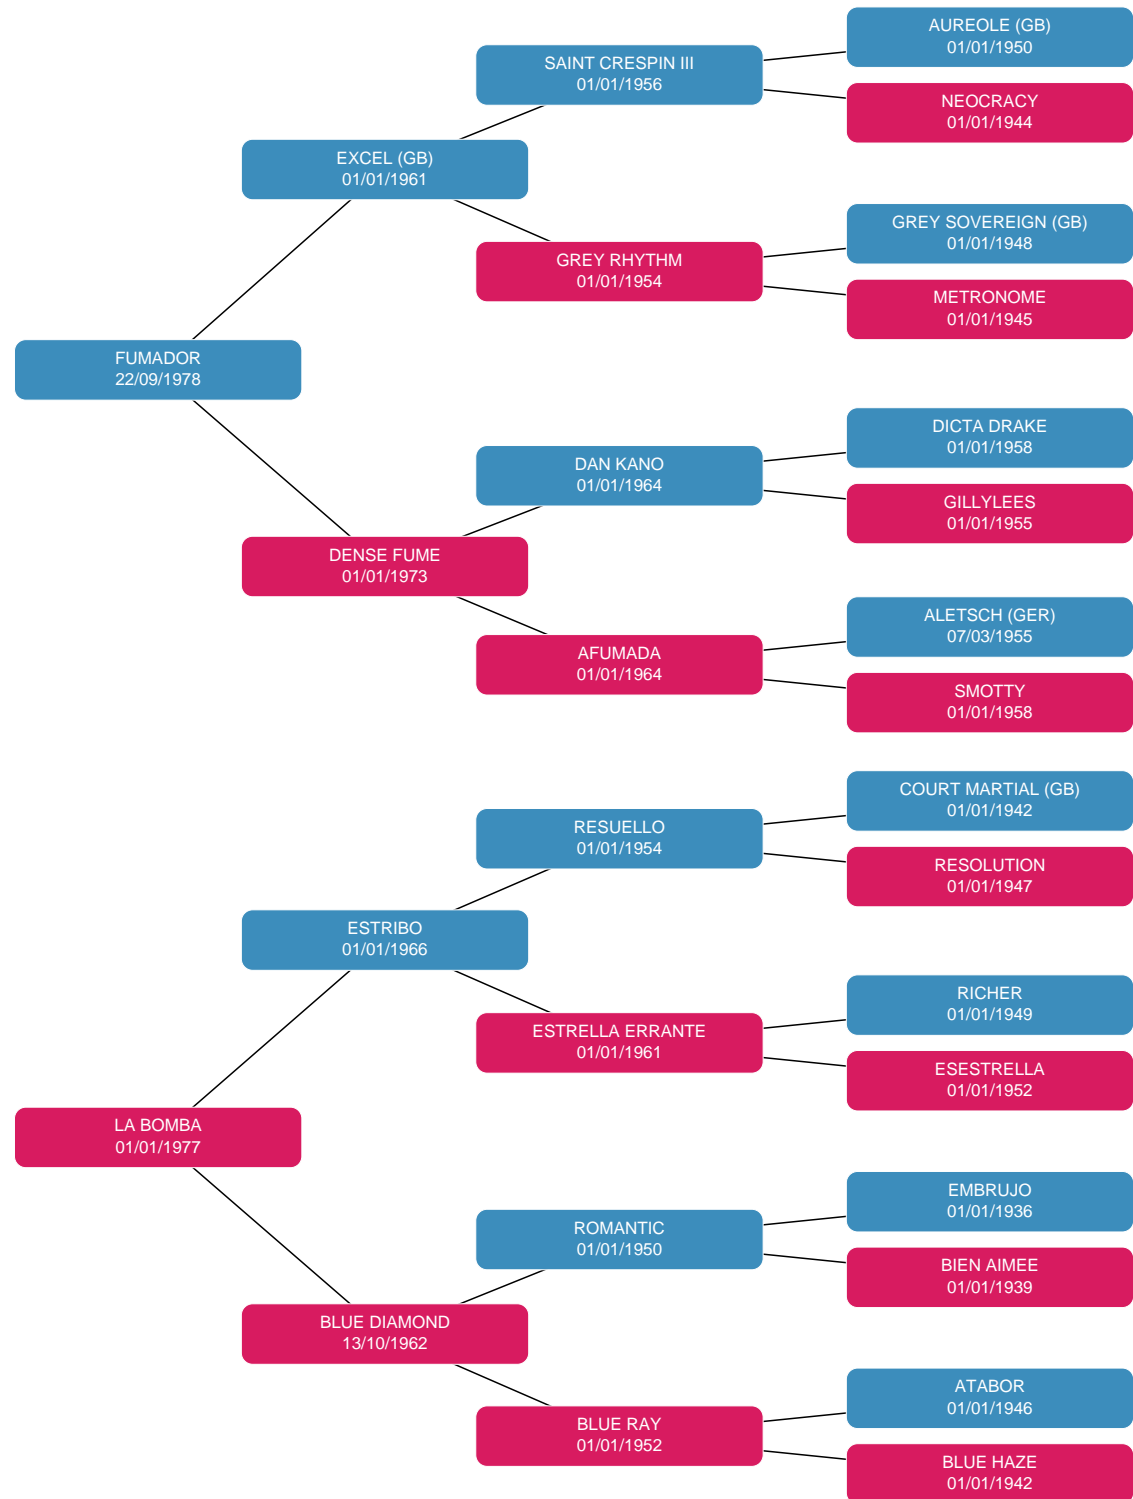 AUREOLE (GB)
01/01/1950
SAINT CRESPIN III
01/01/1956
NEOCRACY
01/01/1944
EXCEL (GB)
01/01/1961
GREY SOVEREIGN (GB)
01/01/1948
GREY RHYTHM
01/01/1954
METRONOME
01/01/1945
FUMADOR
22/09/1978
DICTA DRAKE
01/01/1958
DAN KANO
01/01/1964
GILLYLEES
01/01/1955
DENSE FUME
01/01/1973
ALETSCH (GER)
07/03/1955
AFUMADA
01/01/1964
SMOTTY
01/01/1958
COURT MARTIAL (GB)
01/01/1942
RESUELLO
01/01/1954
RESOLUTION
01/01/1947
ESTRIBO
01/01/1966
RICHER
01/01/1949
ESTRELLA ERRANTE
01/01/1961
ESESTRELLA
01/01/1952
LA BOMBA
01/01/1977
EMBRUJO
01/01/1936
ROMANTIC
01/01/1950
BIEN AIMEE
01/01/1939
BLUE DIAMOND
13/10/1962
ATABOR
01/01/1946
BLUE RAY
01/01/1952
BLUE HAZE
01/01/1942